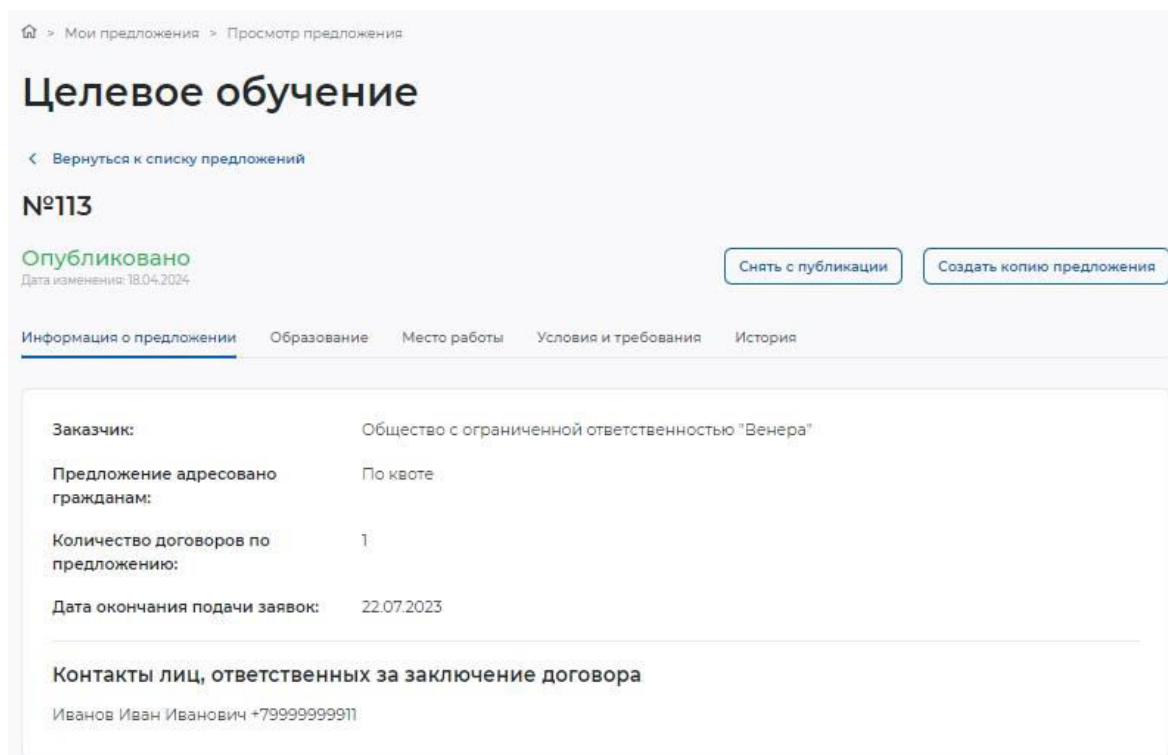 > Мои предложения > Просмотр предложения
Целевое обучение
< Вернуться к списку предложений
№113
Опубликовано
Дата изменения: 18.04.2024
Снять с публикации
Создать копию предложения
Информация о предложении Образование Место работы Условия и требования История
Заказчик: Общество с ограниченной ответственностью "Венера"
Предложение адресовано По квоте
гражданам:
Количество договоров по 1
предложению:
Дата окончания подачи заявок: 22.07.2023
Контакты лиц, ответственных за заключение договора
Иванов Иван Иванович +79999999911